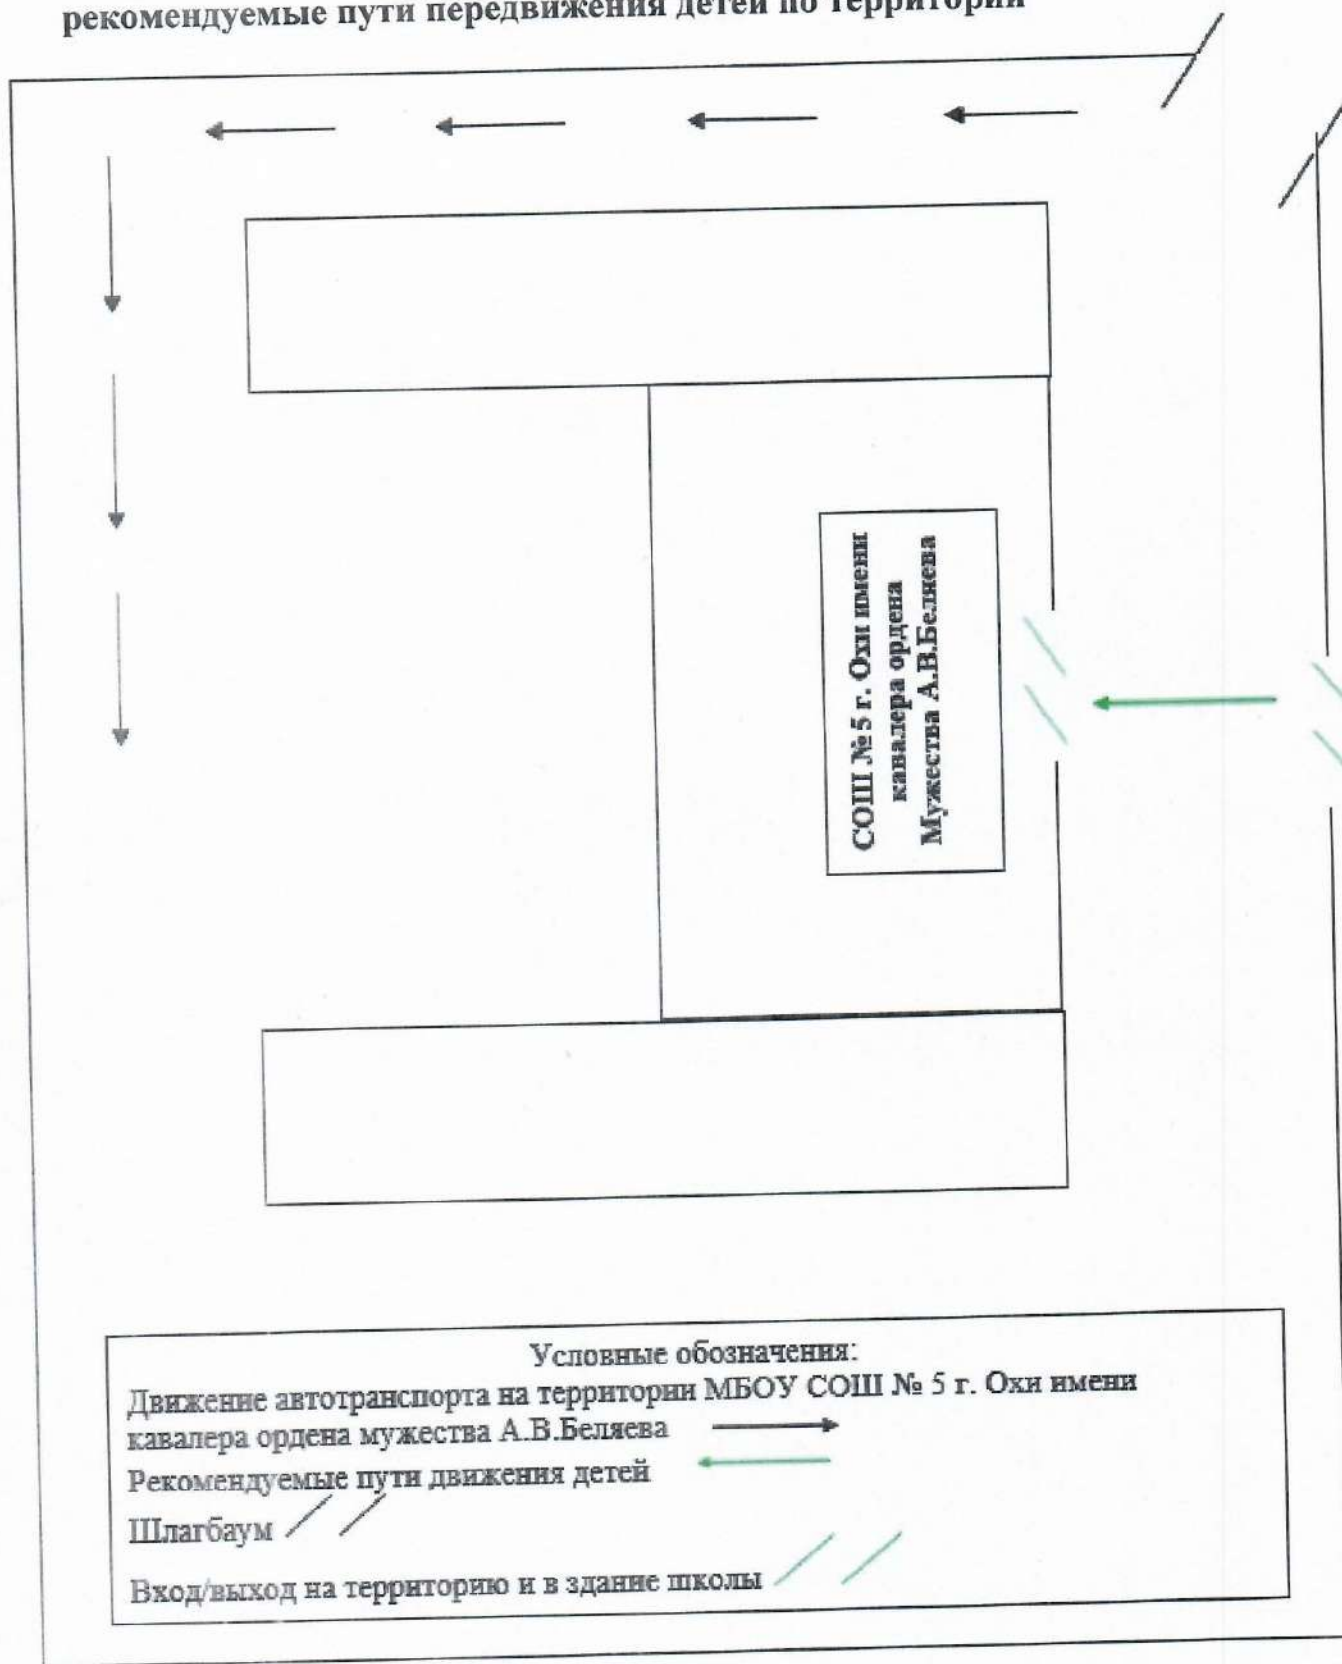 рекомендуемые пути передвижения детей по территории
СОШ №5 г. Охи имени
кавалера ордена
Мужества А.В.Беляева
Условные обозначения:
Движение автотранспорта на территории МБОУ СОШ № 5 г. Охи имени
кавалера ордена мужества А.В.Беляева
Рекомендуемые пути движения детей
Шлагбаум
Вход/выход на территорию и в здание школы